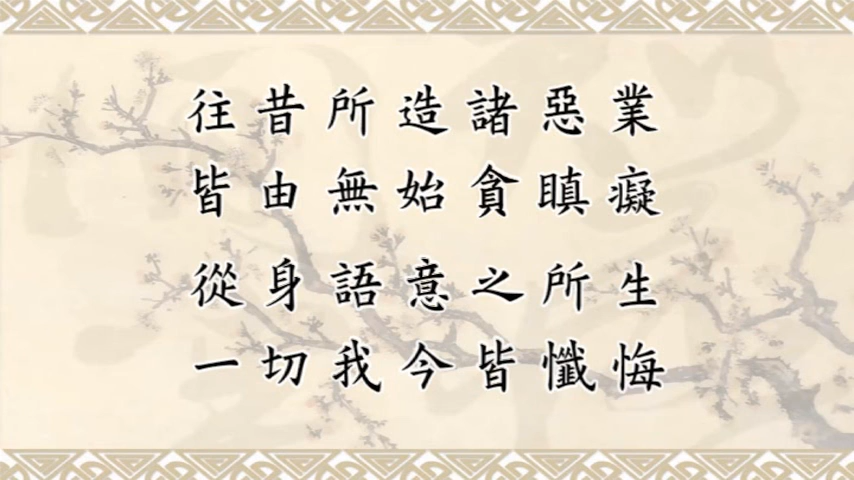 往昔所造諸惡業
皆由無始貪瞋癡
從身語意之所生
一切我今皆懺悔